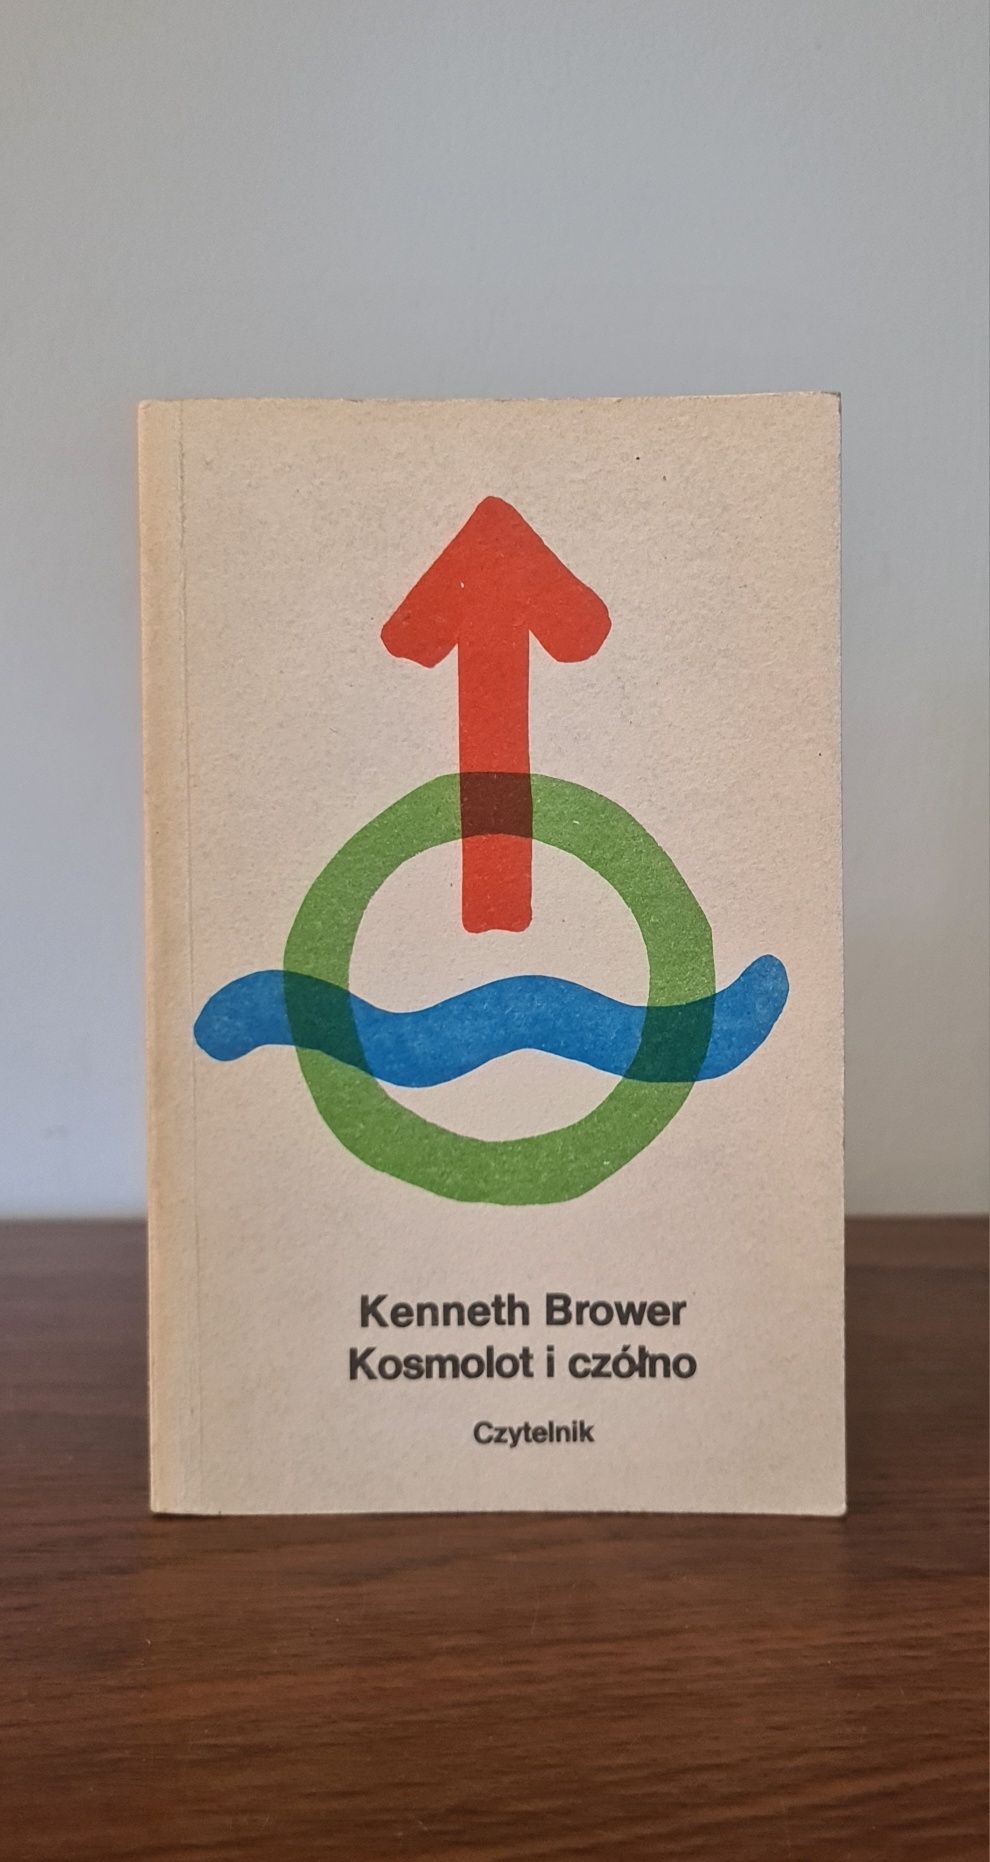 Kenneth Brower
Kosmolot i czółno
Czytelnik